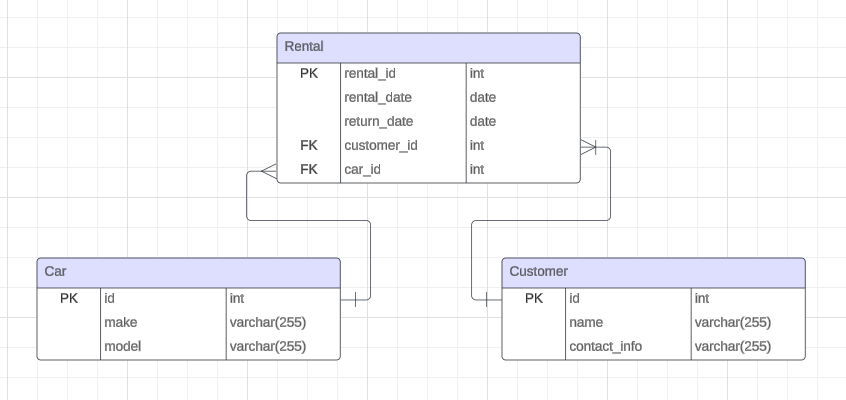 Rental
PK rental_id int
rental_date date
return_date date
FK customer_id int
FK car_id int
Car
PK id int
make varchar(255)
model varchar(255)
Customer
PK id int
name varchar(255)
contact_info varchar(255)